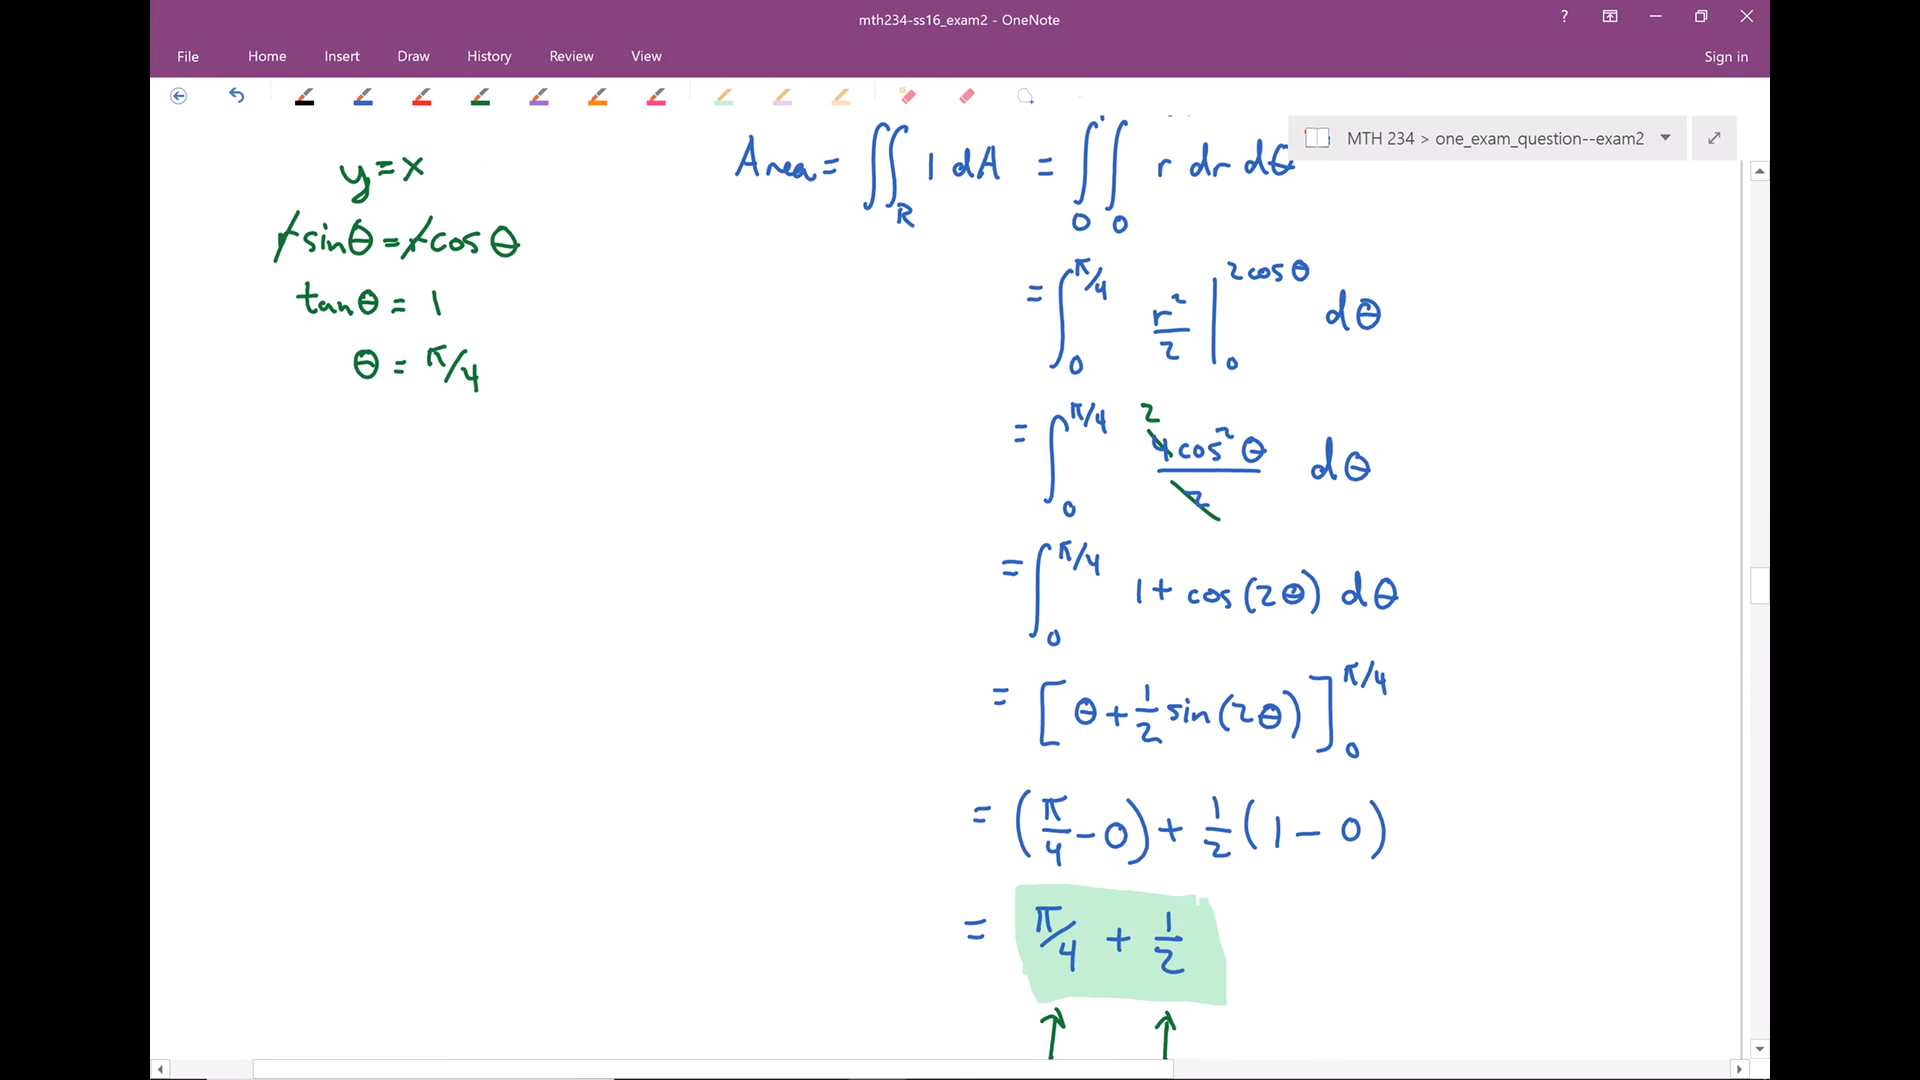 mth234-ss16_exam2 - OneNote
?
File Home Insert Draw History Review View Sign in
MTH 234 > one_exam_question--exam2
y = x
r sinθ = r cos θ
tanθ = 1
θ = π/4
Area = ∬_R 1 dA = ∫_0 ∫_0 r dr dθ
= ∫_0^{π/4} r²/2 |_0^{2cosθ} dθ
= ∫_0^{π/4} 2 4cos²θ / 2 dθ
= ∫_0^{π/4} 1 + cos(2θ) dθ
= [θ + 1/2 sin(2θ)]_0^{π/4}
= (π/4 - 0) + 1/2 (1 - 0)
= π/4 + 1/2